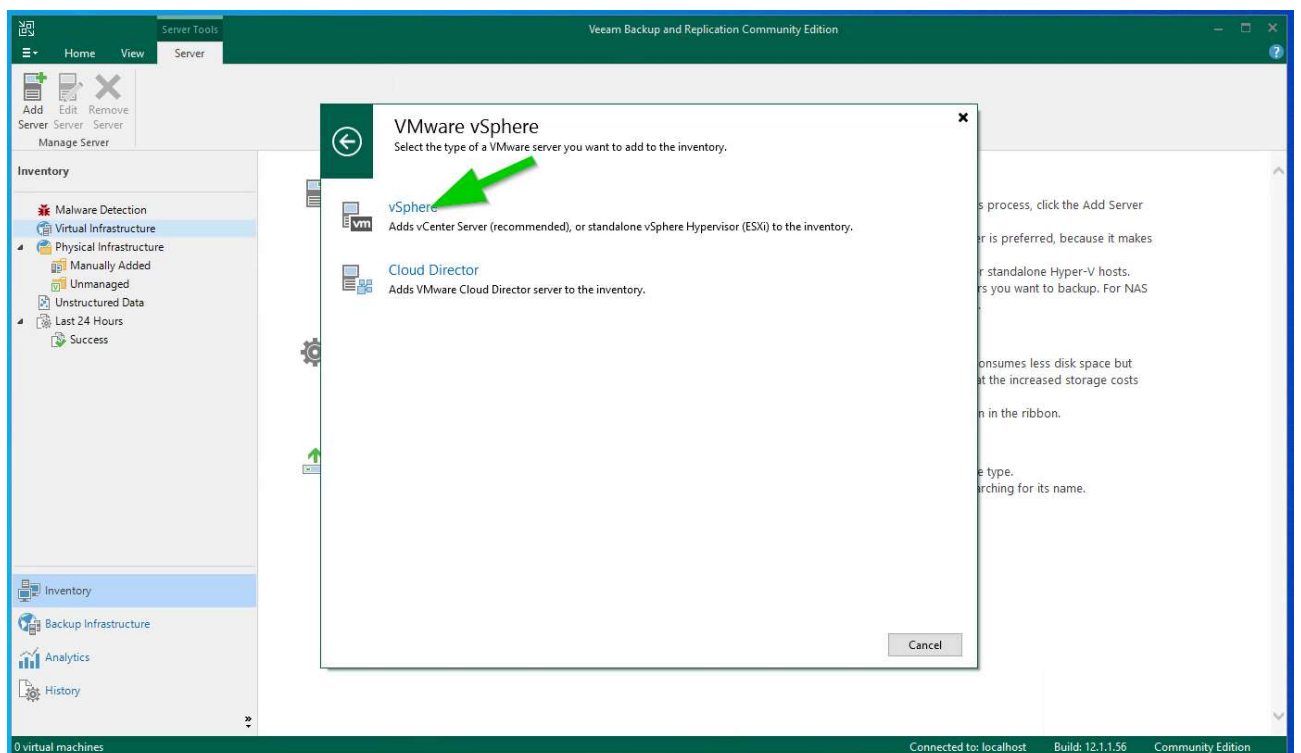 Server Tools
Veeam Backup and Replication Community Edition
Home View Server
Add Server
Edit Server
Remove Server
Manage Server
Inventory
Malware Detection
Virtual Infrastructure
Physical Infrastructure
Manually Added
Unmanaged
Unstructured Data
Last 24 Hours
Success
VMware vSphere
Select the type of a VMware server you want to add to the inventory.
vSphere
Adds vCenter Server (recommended), or standalone vSphere Hypervisor (ESXi) to the inventory.
vm
Cloud Director
Adds VMware Cloud Director server to the inventory.
Cancel
process, click the Add Server
is preferred, because it makes
standalone Hyper-V hosts.
you want to backup. For NAS
less disk space but
the increased storage costs
in the ribbon.
type.
for its name.
Inventory
Backup Infrastructure
Analytics
History
0 virtual machines
Connected to: localhost Build: 12.1.1.56 Community Edition